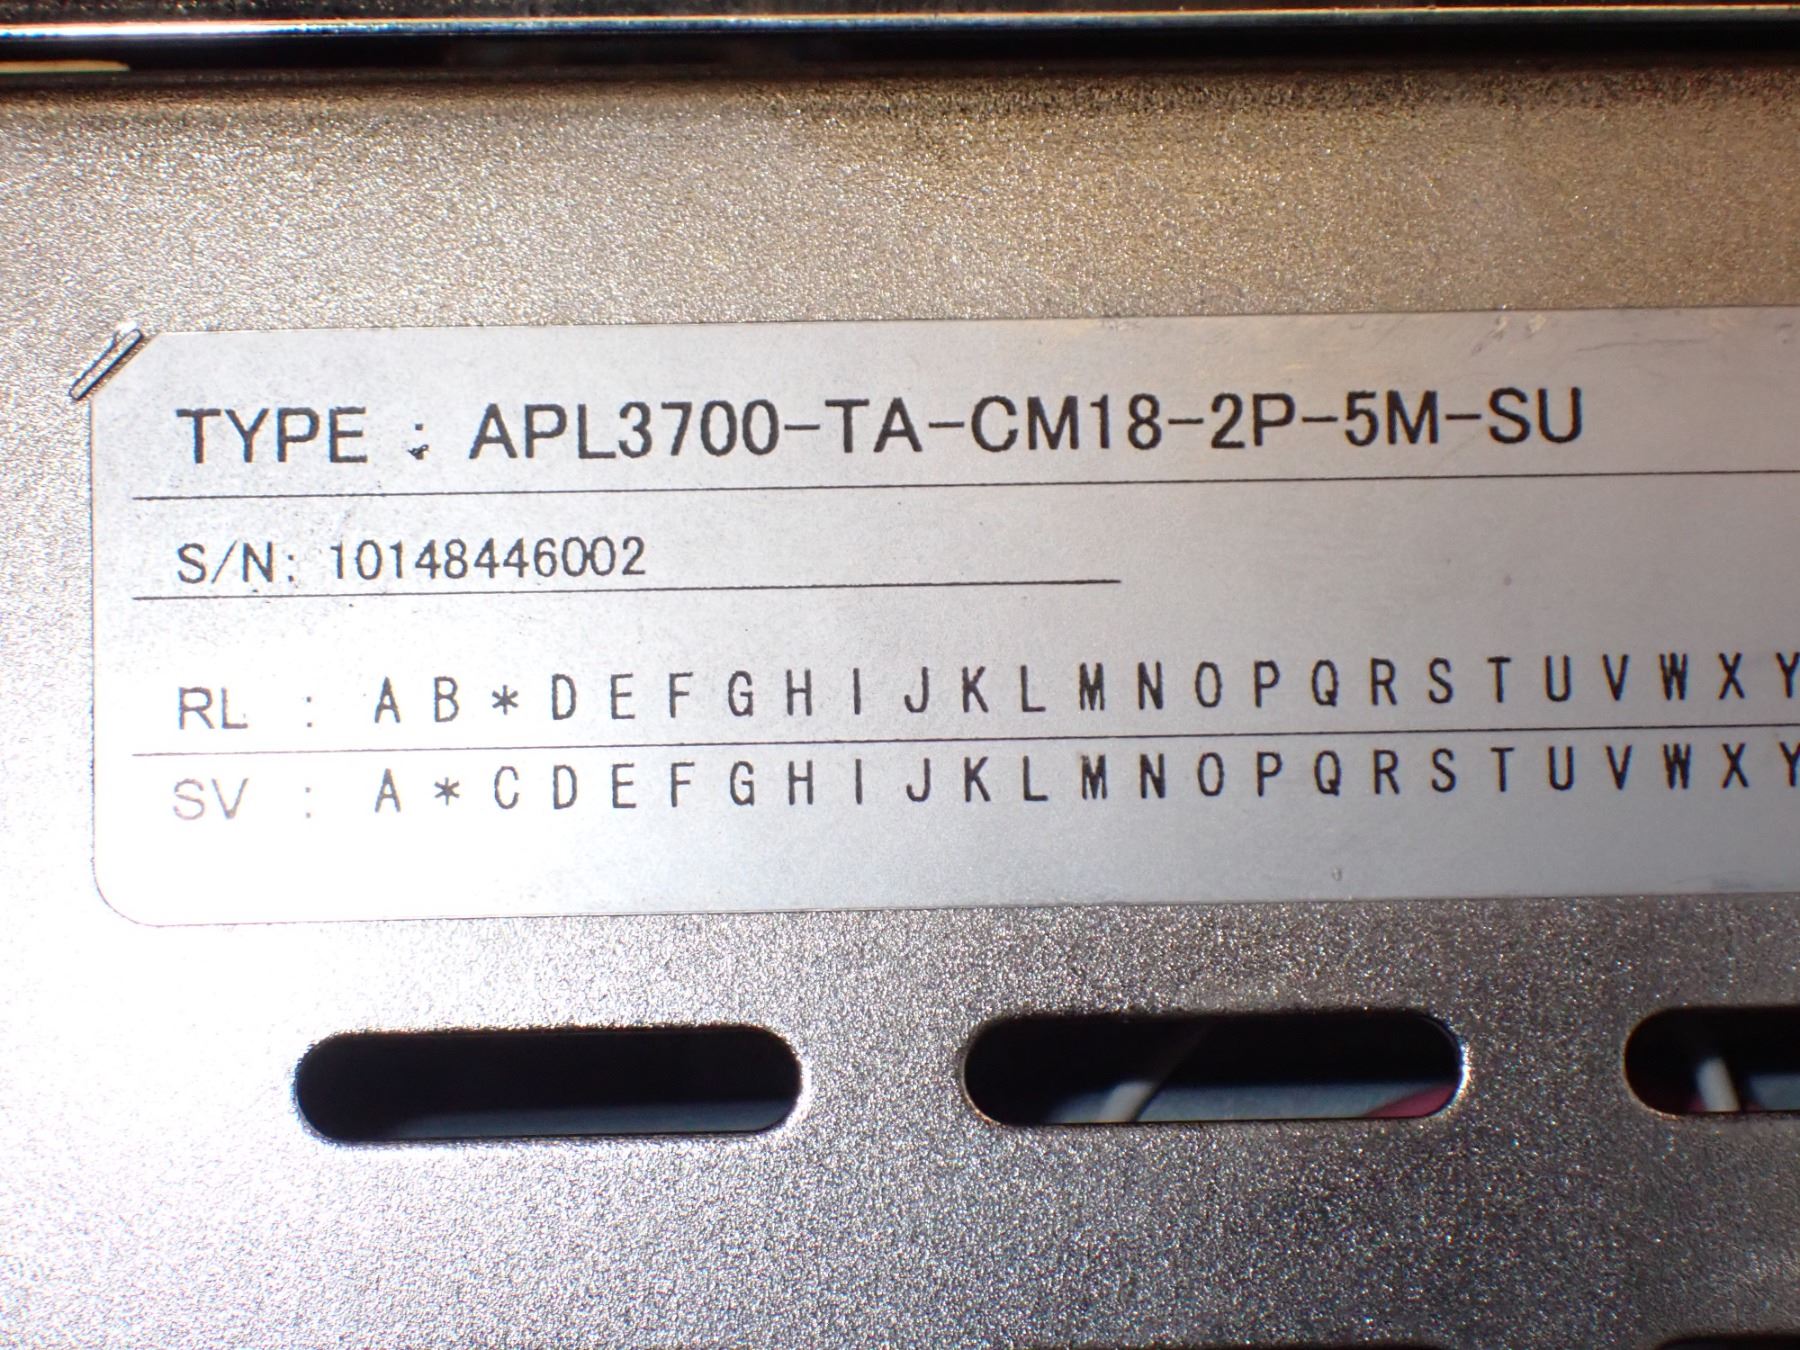 TYPE : APL3700-TA-CM18-2P-5M-SU
S/N: 10148446002
RL : A B * D E F G H I J K L M N O P Q R S T U V W X Y
SV : A * C D E F G H I J K L M N O P Q R S T U V W X Y